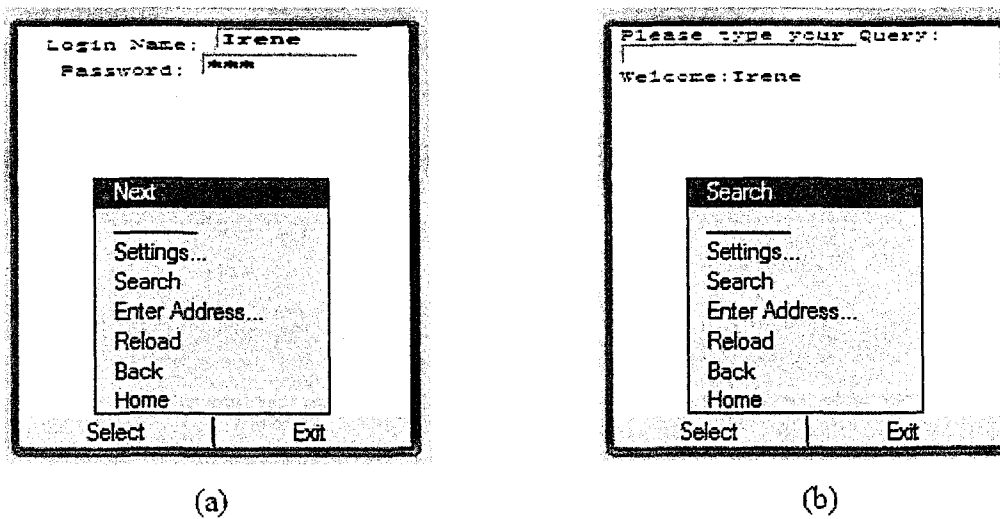 Login Name: Irene
Password: ***
Next
Settings...
Search
Enter Address...
Reload
Back
Home
Select Exit
(a)
Please type your Query:
Welcome:Irene
Search
Settings...
Search
Enter Address...
Reload
Back
Home
Select Exit
(b)